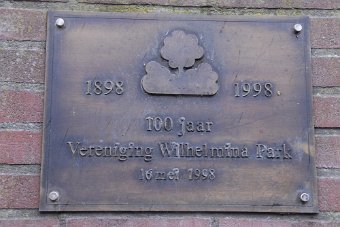 1898 1998
100 jaar
Vereniging Wilhelmina Park
16 mei 1998